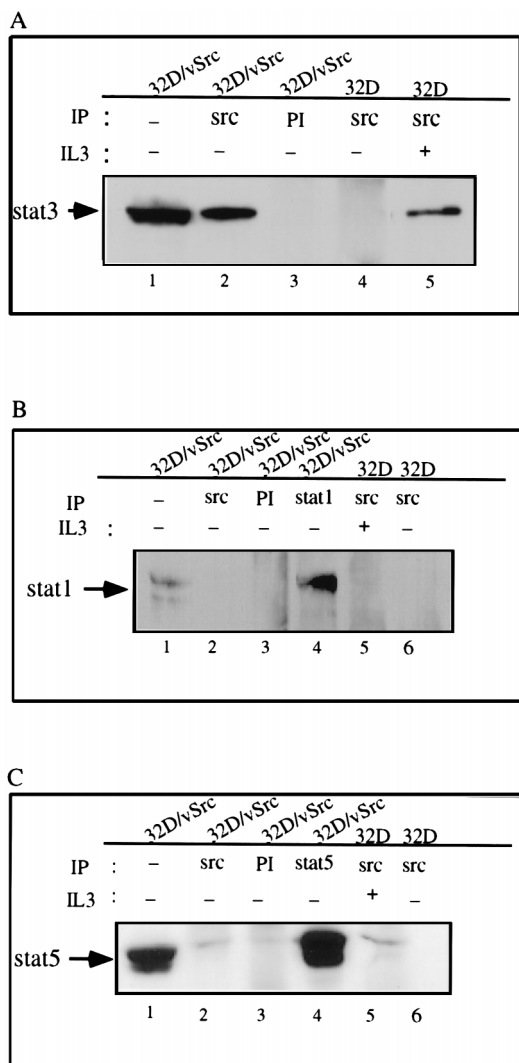 A
32D/vSrc 32D/vSrc 32D/vSrc 32D 32D
IP : – src PI src src
IL3 : – – – – +
stat3
1 2 3 4 5
B
32D/vSrc 32D/vSrc 32D/vSrc 32D/vSrc 32D 32D
IP – src PI stat1 src src
IL3 : – – – – + –
stat1
1 2 3 4 5 6
C
32D/vSrc 32D/vSrc 32D/vSrc 32D/vSrc 32D 32D
IP : – src PI stat5 src src
IL3 : – – – – + –
stat5
1 2 3 4 5 6